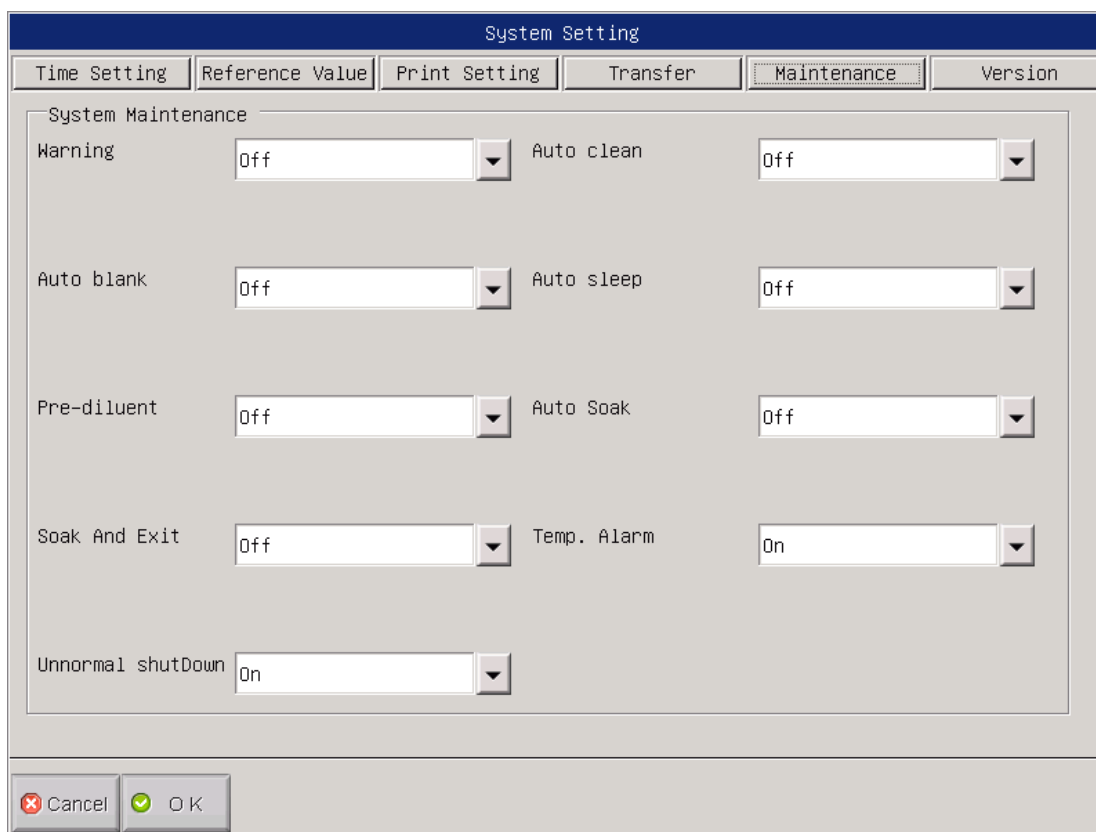 System Setting
Time Setting Reference Value Print Setting Transfer Maintenance Version
System Maintenance
Warning Off Auto clean Off
Auto blank Off Auto sleep Off
Pre-diluent Off Auto Soak Off
Soak And Exit Off Temp. Alarm On
Unnormal shutDown On
Cancel OK